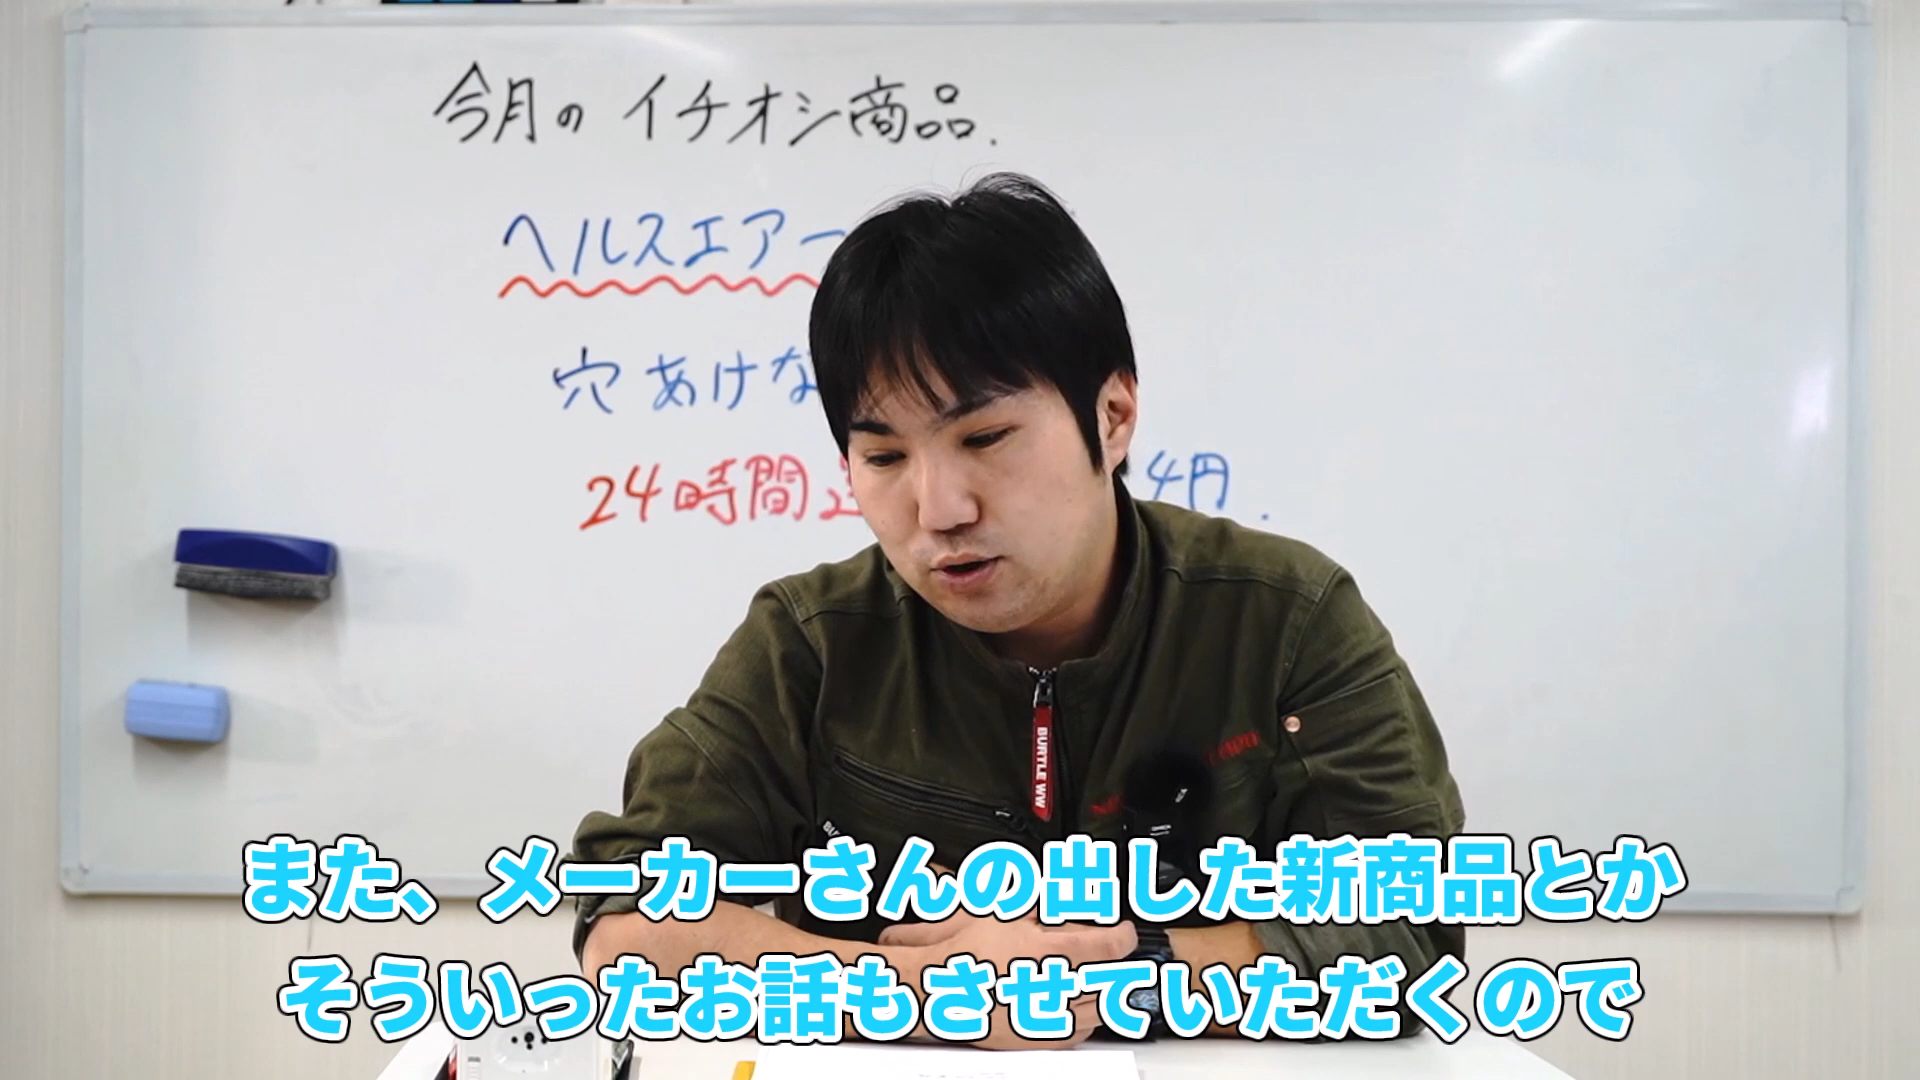 今月のイチオシ商品.
ヘルスエアー
穴あけな
24時間 4円.
BURTLE WW
また、メーカーさんの出した新商品とか
そういったお話もさせていただくので